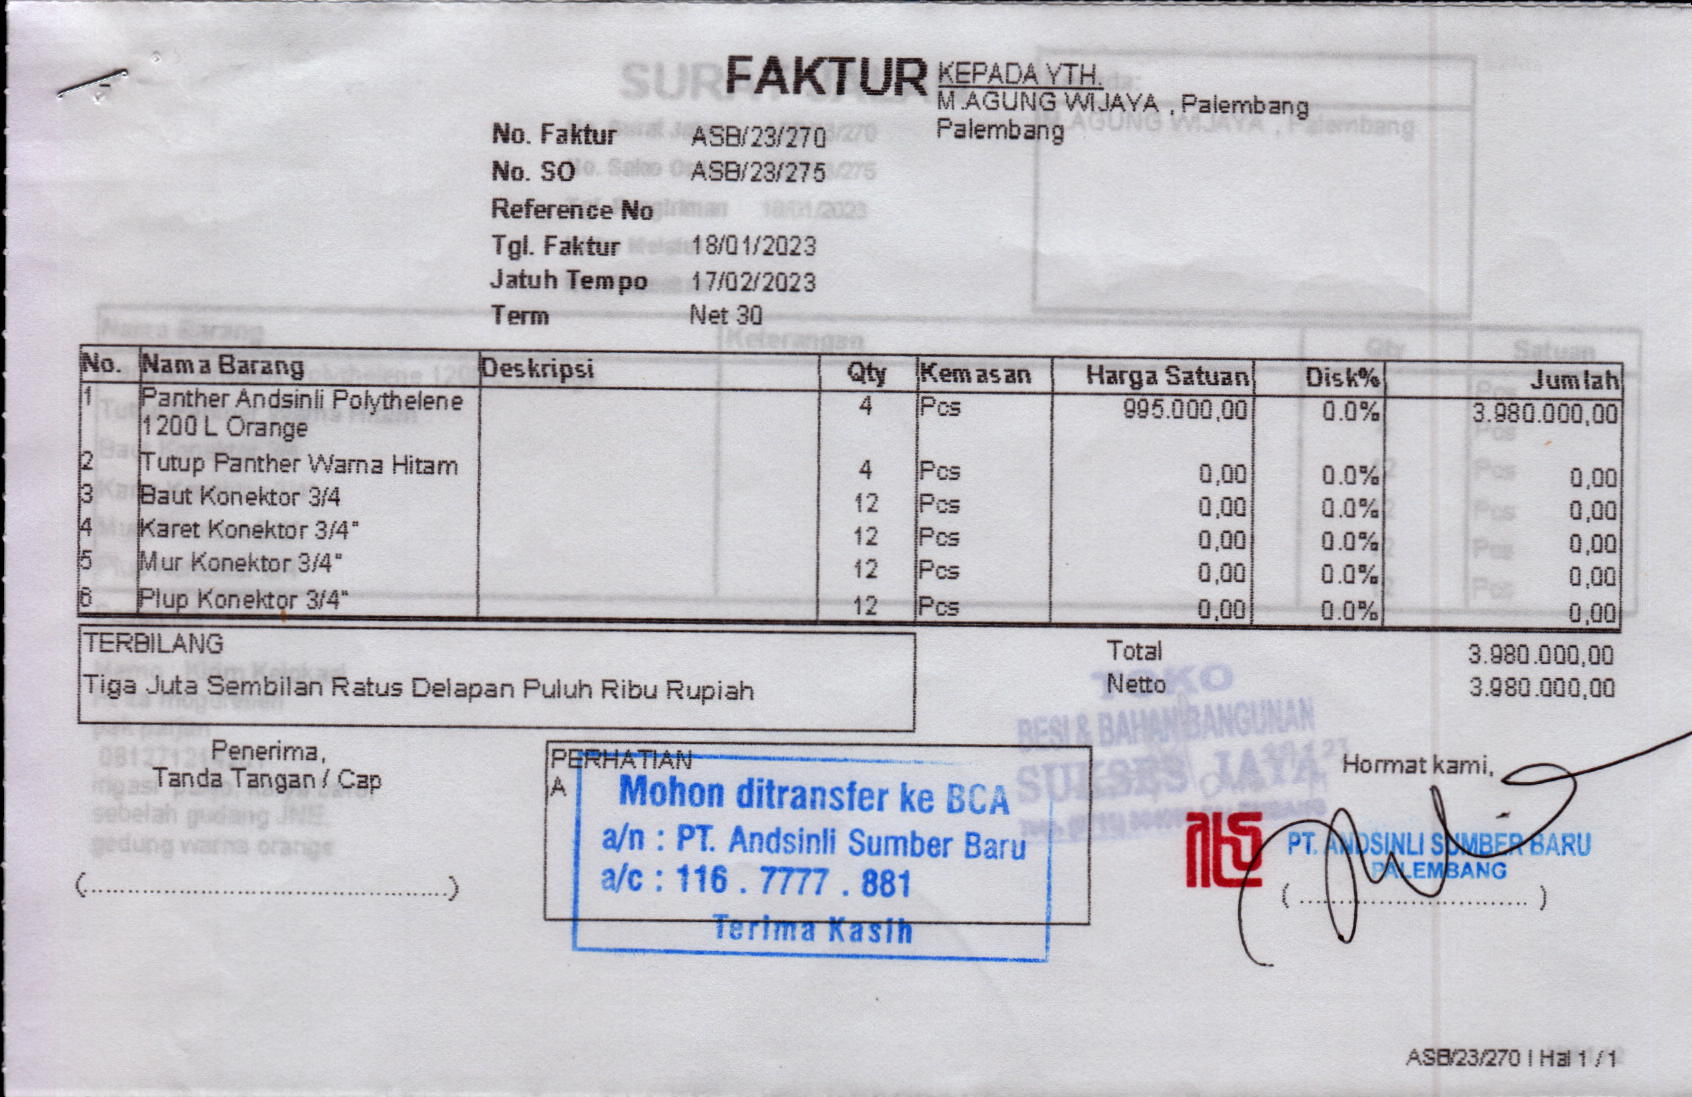 FAKTUR
KEPADA YTH.
M.AGUNG WIJAYA , Palembang
Palembang
No. Faktur ASB/23/270
No. SO ASB/23/275
Reference No
Tgl. Faktur 18/01/2023
Jatuh Tempo 17/02/2023
Term Net 30
No. Nama Barang Deskripsi Qty Kemasan Harga Satuan Disk% Jumlah
1 Panther Andsinli Polythelene 4 Pcs 995.000,00 0.0% 3.980.000,00
1200 L Orange
2 Tutup Panther Warna Hitam 4 Pcs 0,00 0.0% 0,00
3 Baut Konektor 3/4 12 Pcs 0,00 0.0% 0,00
4 Karet Konektor 3/4" 12 Pcs 0,00 0.0% 0,00
5 Mur Konektor 3/4" 12 Pcs 0,00 0.0% 0,00
6 Plup Konektor 3/4" 12 Pcs 0,00 0.0% 0,00
TERBILANG
Tiga Juta Sembilan Ratus Delapan Puluh Ribu Rupiah
Total 3.980.000,00
Netto 3.980.000,00
TOKO
BESI & BAHAN BANGUNAN
SUKSES JAYA
Penerima,
Tanda Tangan / Cap
(....................................)
PERHATIAN
A
Mohon ditransfer ke BCA
a/n : PT. Andsinli Sumber Baru
a/c : 116 . 7777 . 881
Terima Kasih
Hormat kami,
PT. ANDSINLI SUMBER BARU
PALEMBANG
(............................)
ASB/23/270 | Hal 1 / 1